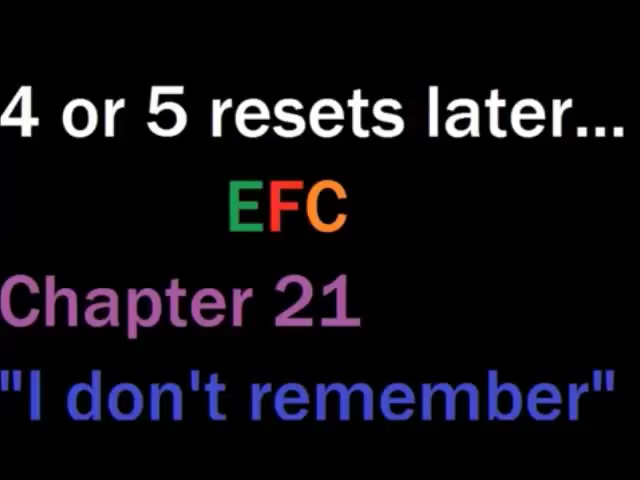 4 or 5 resets later...
EFC
Chapter 21
"I don't remember"